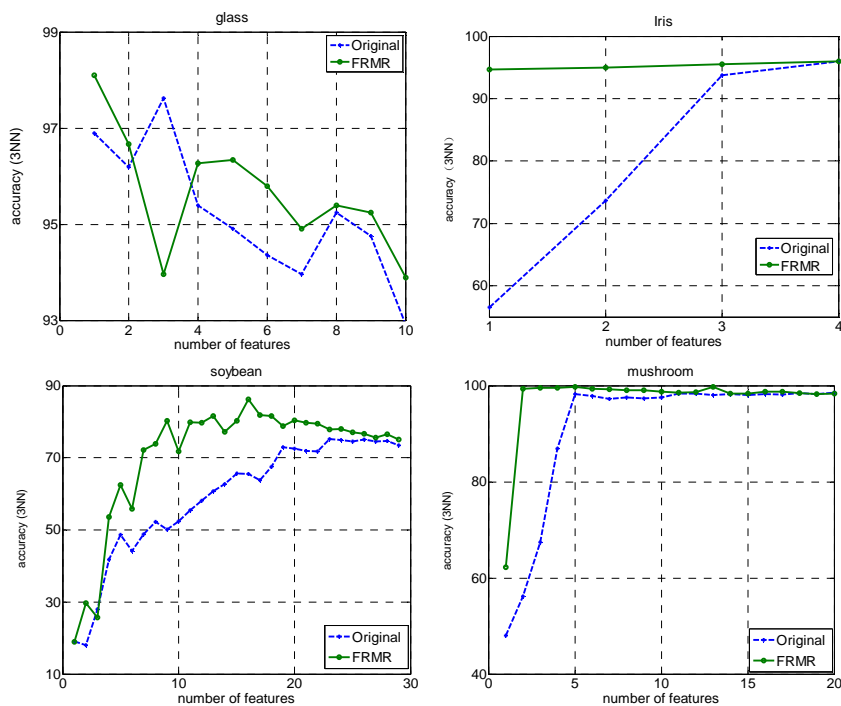 glass
99
97
95
93
0 2 4 6 8 10
accuracy (3NN)
number of features
Original
FRMR
Iris
100
90
80
70
60
1 2 3 4
accuracy (3NN)
number of features
Original
FRMR
soybean
90
70
50
30
10
0 10 20 30
accuracy (3NN)
number of features
Original
FRMR
mushroom
100
80
60
40
0 5 10 15 20
accuracy (3NN)
number of features
Original
FRMR